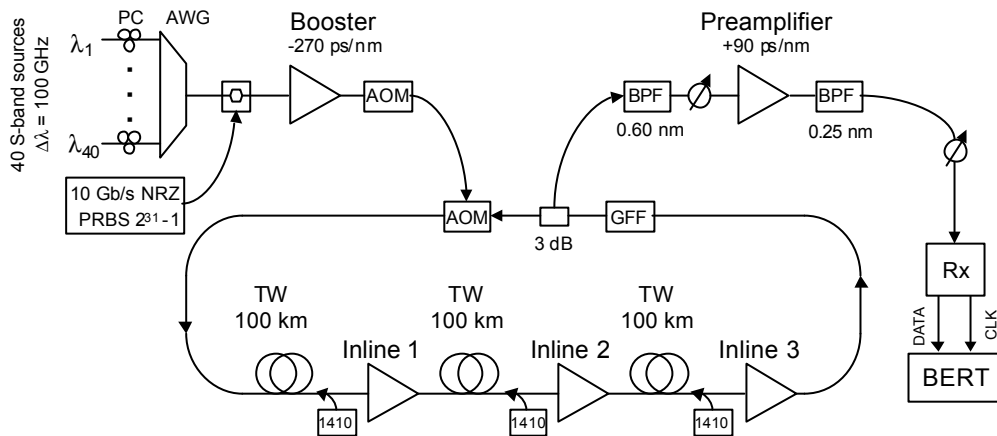 40 S-band sources
Δλ = 100 GHz
PC
AWG
λ1
λ40
10 Gb/s NRZ
PRBS 2³¹-1
Booster
-270 ps/nm
AOM
AOM
3 dB
GFF
BPF
0.60 nm
Preamplifier
+90 ps/nm
BPF
0.25 nm
Rx
DATA
CLK
BERT
TW
100 km
Inline 1
1410
TW
100 km
Inline 2
1410
TW
100 km
Inline 3
1410